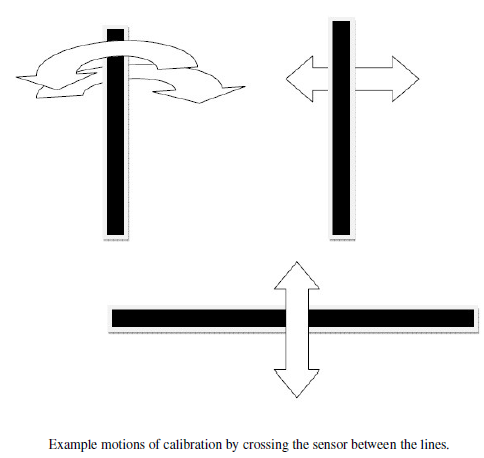 Example motions of calibration by crossing the sensor between the lines.